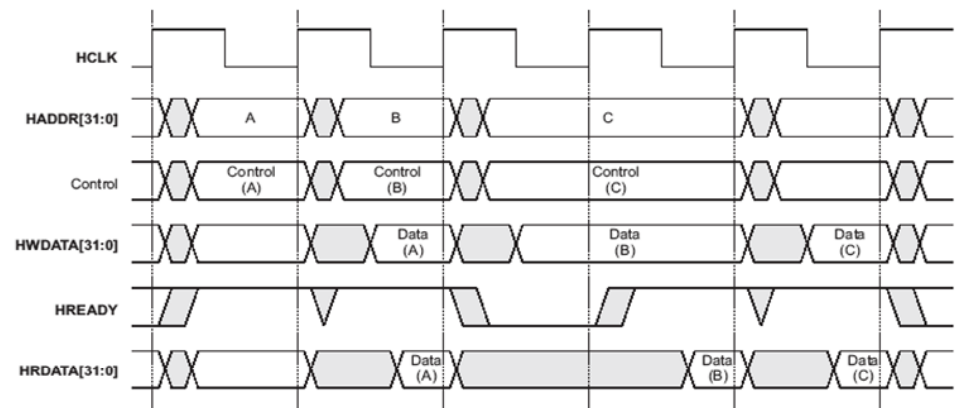 HCLK
HADDR[31:0] A B C
Control Control (A) Control (B) Control (C)
HWDATA[31:0] Data (A) Data (B) Data (C)
HREADY
HRDATA[31:0] Data (A) Data (B) Data (C)